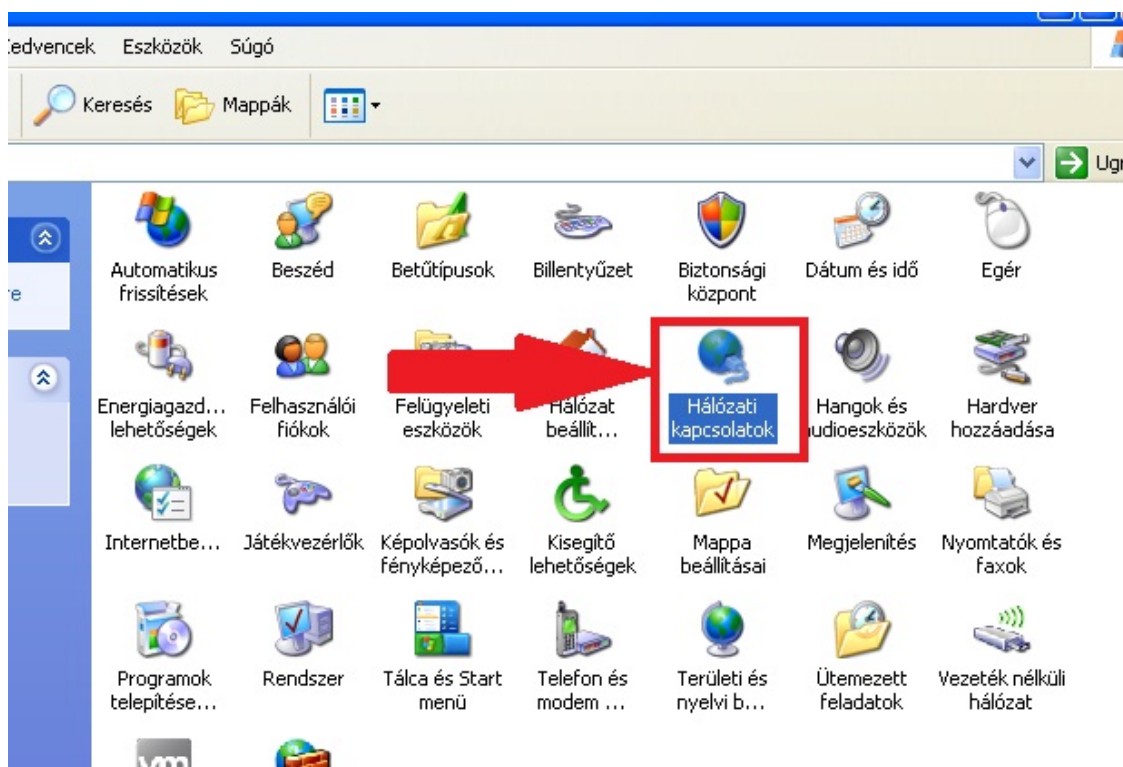 Kedvencek Eszközök Súgó
Keresés Mappák
Ugr
re
Automatikus frissítések
Beszéd
Betűtípusok
Billentyűzet
Biztonsági központ
Dátum és idő
Egér
Energiagazd... lehetőségek
Felhasználói fiókok
Felügyeleti eszközök
Hálózat beállít...
Hálózati kapcsolatok
Hangok és audioeszközök
Hardver hozzáadása
Internetbe...
Játékvezérlők
Képolvasók és fényképező...
Kisegítő lehetőségek
Mappa beállításai
Megjelenítés
Nyomtatók és faxok
Programok telepítése...
Rendszer
Tálca és Start menü
Telefon és modem ...
Területi és nyelvi b...
Ütemezett feladatok
Vezeték nélküli hálózat
vm